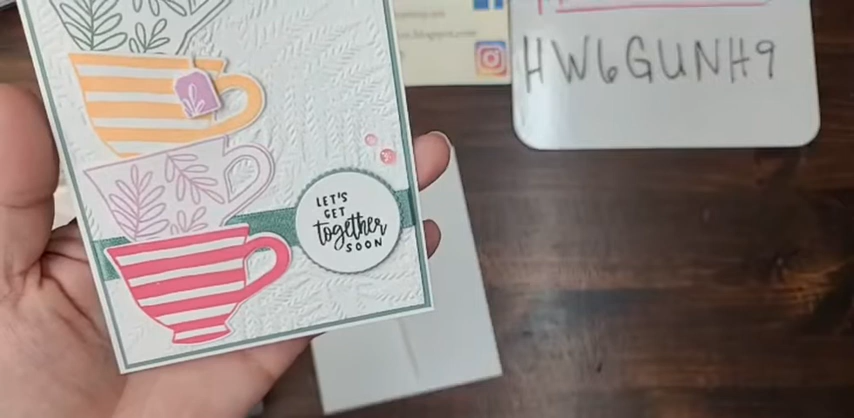 HW6GUNH9
LET'S
GET
together
SOON